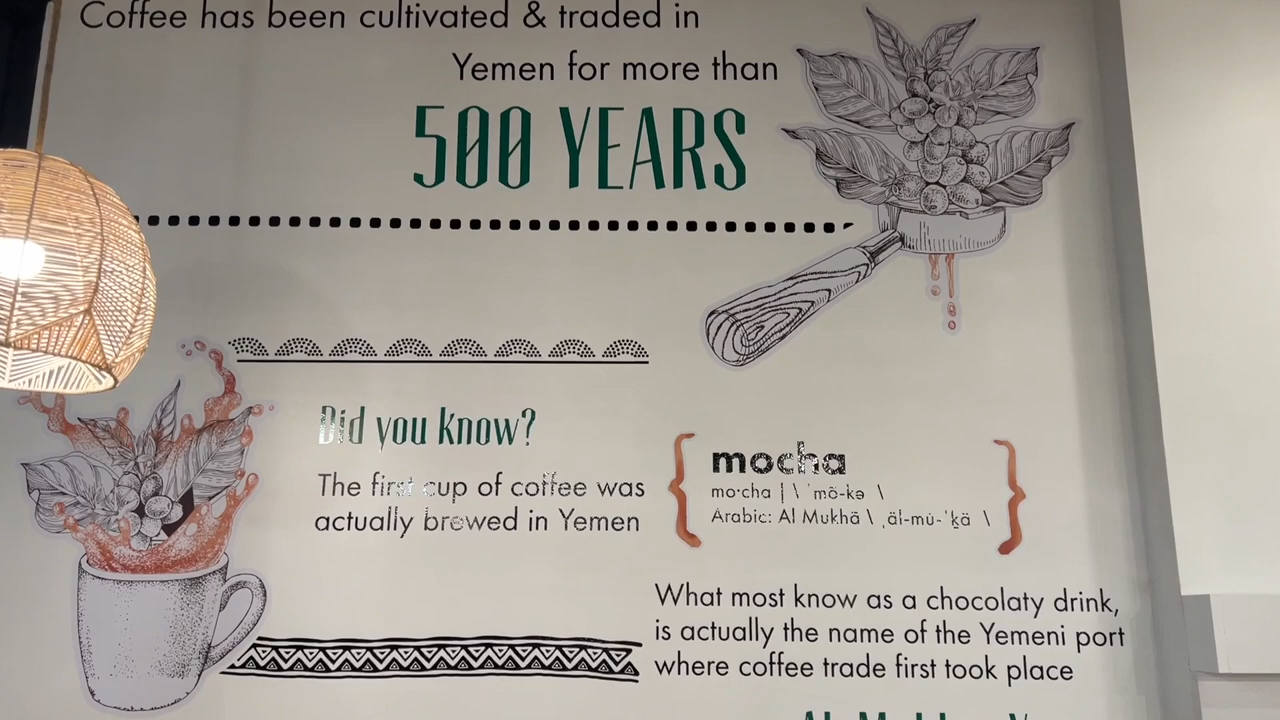 Coffee has been cultivated & traded in
Yemen for more than
500 YEARS
Did you know?
The first cup of coffee was
actually brewed in Yemen
mocha
mo·cha | \ ˈmō-kə \
Arabic: Al Mukhā \ ˌäl-mu̇-ˈḵä \
What most know as a chocolaty drink,
is actually the name of the Yemeni port
where coffee trade first took place